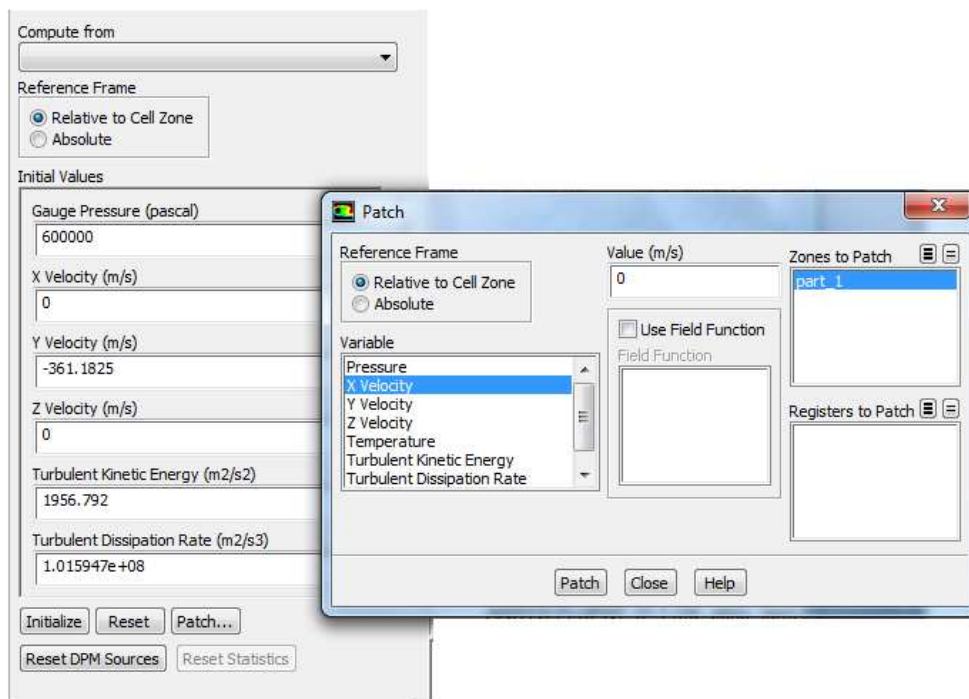 Compute from
Reference Frame
Relative to Cell Zone
Absolute
Initial Values
Gauge Pressure (pascal)
600000
X Velocity (m/s)
0
Y Velocity (m/s)
-361.1825
Z Velocity (m/s)
0
Turbulent Kinetic Energy (m2/s2)
1956.792
Turbulent Dissipation Rate (m2/s3)
1.015947e+08
Initialize Reset Patch...
Reset DPM Sources Reset Statistics
Patch
Reference Frame
Relative to Cell Zone
Absolute
Variable
Pressure
X Velocity
Y Velocity
Z Velocity
Temperature
Turbulent Kinetic Energy
Turbulent Dissipation Rate
Value (m/s)
0
Use Field Function
Field Function
Zones to Patch
part_1
Registers to Patch
Patch Close Help